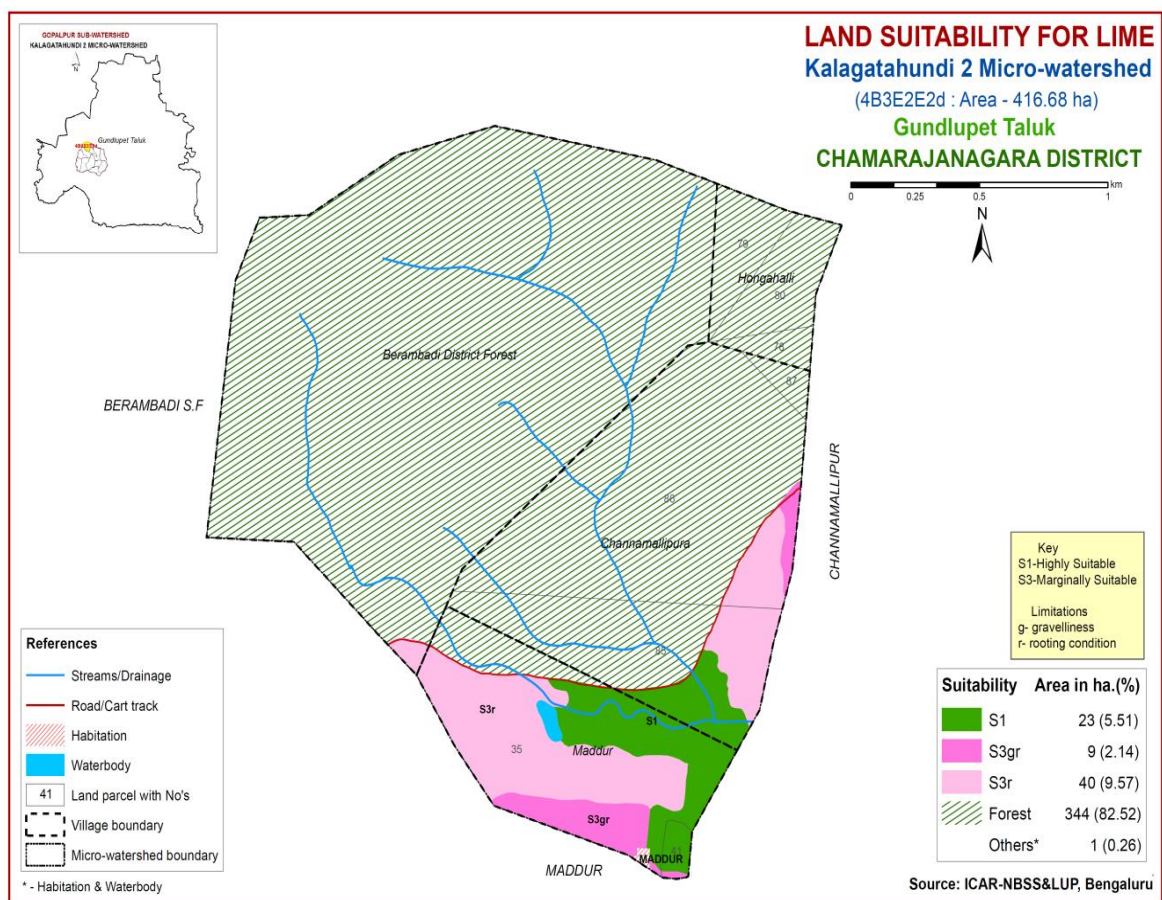 GOPALPUR SUB-WATERSHED
KALAGATAHUNDI 2 MICRO-WATERSHED
N
Gundlupet Taluk
LAND SUITABILITY FOR LIME
Kalagatahundi 2 Micro-watershed
(4B3E2E2d : Area - 416.68 ha)
Gundlupet Taluk
CHAMARAJANAGARA DISTRICT
0 0.25 0.5 1 km
N
79
Hongahalli
80
78
87
Berambadi District Forest
BERAMBADI S.F
CHANNAMALLIPUR
86
Channamallipura
85
S3r
S1
35
Maddur
S3gr
41
MADDUR
MADDUR
Key
S1-Highly Suitable
S3-Marginally Suitable
Limitations
g- gravelliness
r- rooting condition
References
Streams/Drainage
Road/Cart track
Habitation
Waterbody
41 Land parcel with No's
Village boundary
Micro-watershed boundary
* - Habitation & Waterbody
Suitability Area in ha.(%)
S1 23 (5.51)
S3gr 9 (2.14)
S3r 40 (9.57)
Forest 344 (82.52)
Others* 1 (0.26)
Source: ICAR-NBSS&LUP, Bengaluru